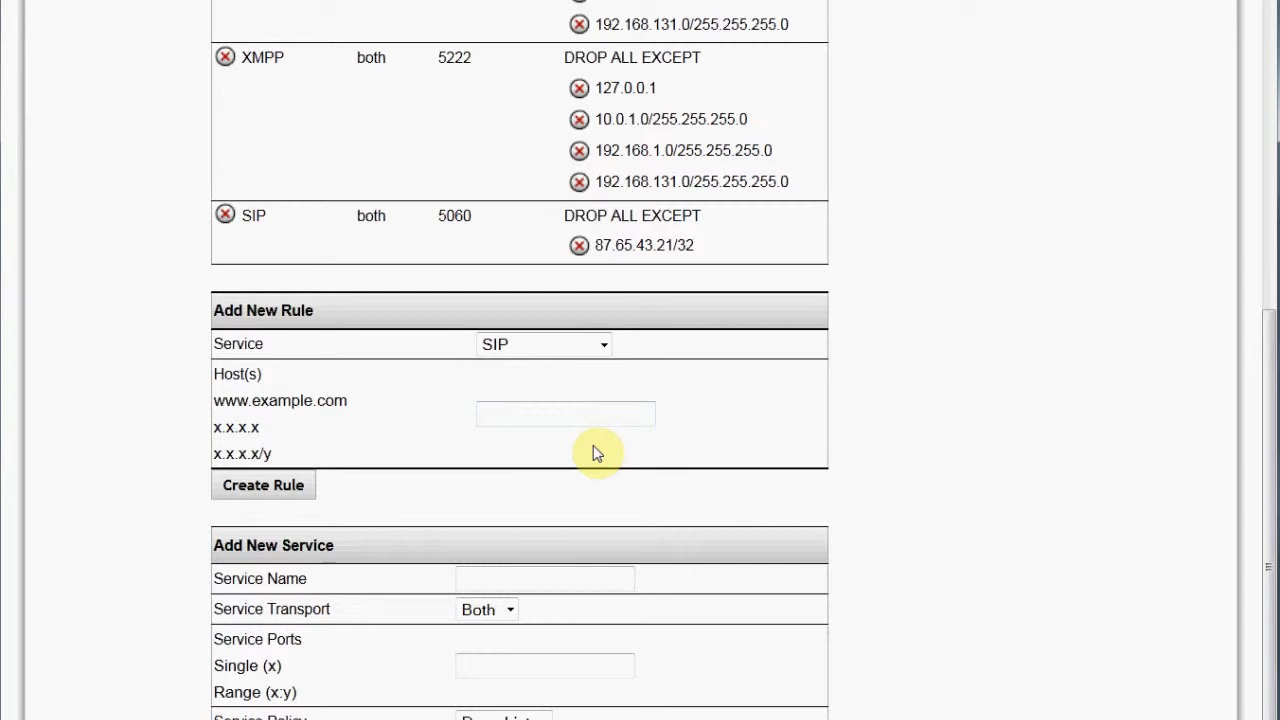 192.168.131.0/255.255.255.0
XMPP both 5222 DROP ALL EXCEPT
127.0.0.1
10.0.1.0/255.255.255.0
192.168.1.0/255.255.255.0
192.168.131.0/255.255.255.0
SIP both 5060 DROP ALL EXCEPT
87.65.43.21/32
Add New Rule
Service SIP
Host(s)
www.example.com
x.x.x.x
x.x.x.x/y
Create Rule
Add New Service
Service Name
Service Transport Both
Service Ports
Single (x)
Range (x:y)
Service Policy